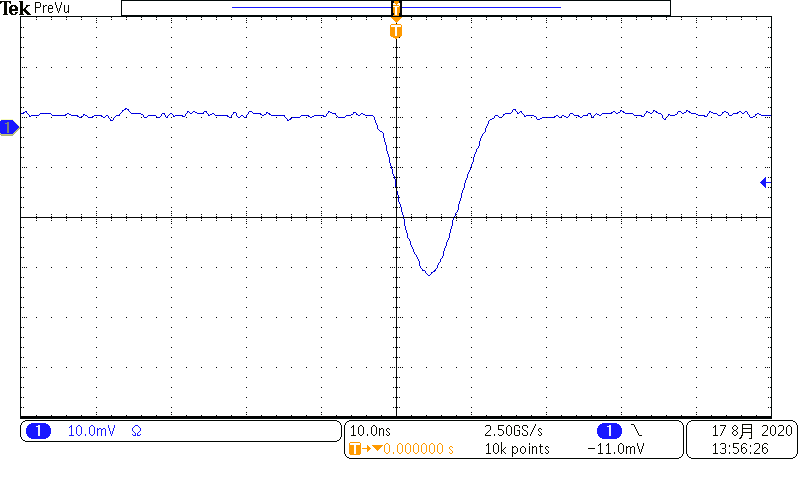 Tek PreVu
T
T
1
1 10.0mV Ω
10.0ns 2.50GS/s 1 \
T→▼0.000000 s 10k points −11.0mV
17 8月 2020
13:56:26